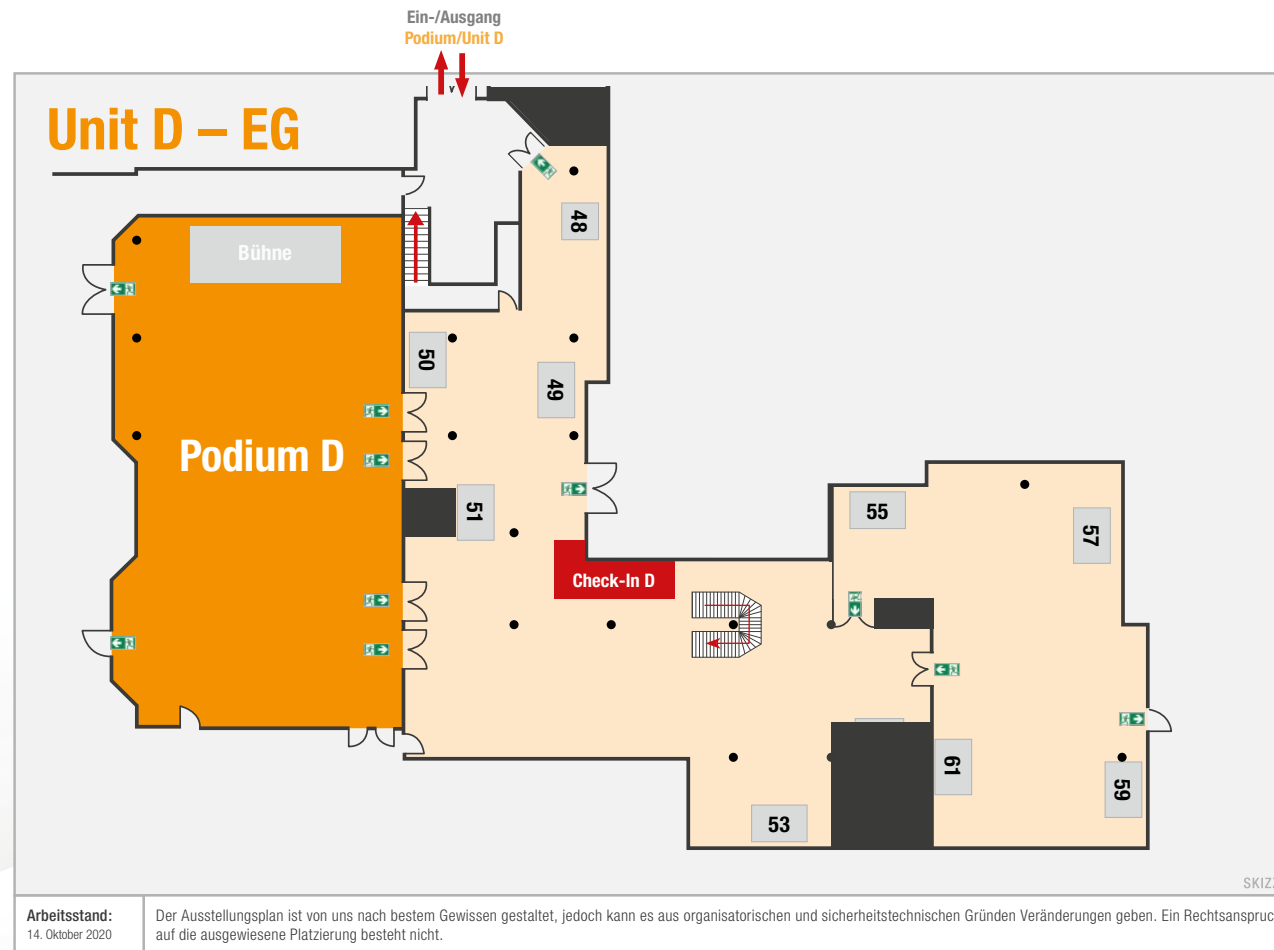 Ein-/Ausgang
Podium/Unit D
Unit D – EG
Bühne
48
50
49
Podium D
51
55
57
Check-In D
61
59
53
SKIZZ
Arbeitsstand:
14. Oktober 2020
Der Ausstellungsplan ist von uns nach bestem Gewissen gestaltet, jedoch kann es aus organisatorischen und sicherheitstechnischen Gründen Veränderungen geben. Ein Rechtsanspruc
auf die ausgewiesene Platzierung besteht nicht.